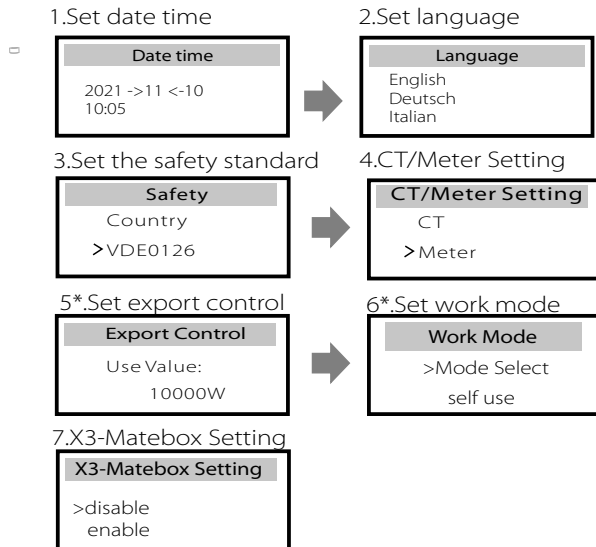 1.Set date time
Date time
2021 ->11 <-10
10:05
2.Set language
Language
English
Deutsch
Italian
3.Set the safety standard
Safety
Country
>VDE0126
4.CT/Meter Setting
CT/Meter Setting
CT
>Meter
5*.Set export control
Export Control
Use Value:
10000W
6*.Set work mode
Work Mode
>Mode Select
self use
7.X3-Matebox Setting
X3-Matebox Setting
>disable
enable